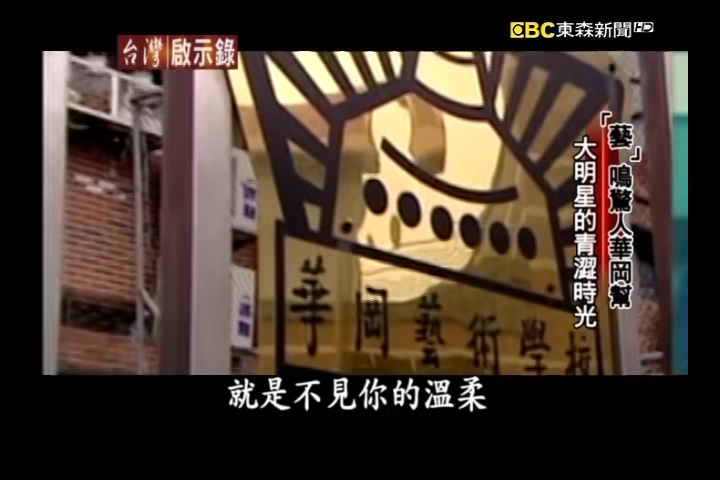 台灣啟示錄
EBC東森新聞HD
「藝」鳴驚人華岡幫
大明星的青澀時光
華岡藝術學校
就是不見你的溫柔